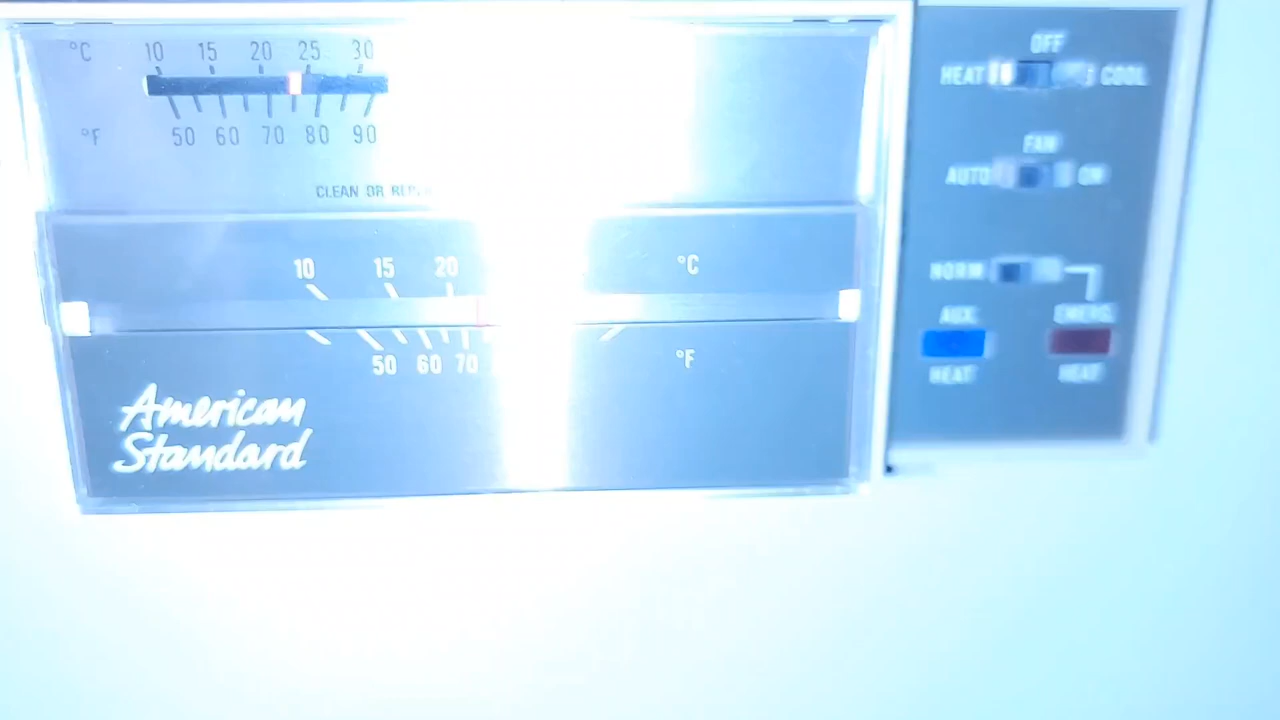 °C 10 15 20 25 30
°F 50 60 70 80 90
CLEAN OR
10 15 20 °C
50 60 70 °F
American
Standard
OFF
HEAT COOL
FAN
AUTO ON
NORM
AUX. EMERG.
HEAT HEAT